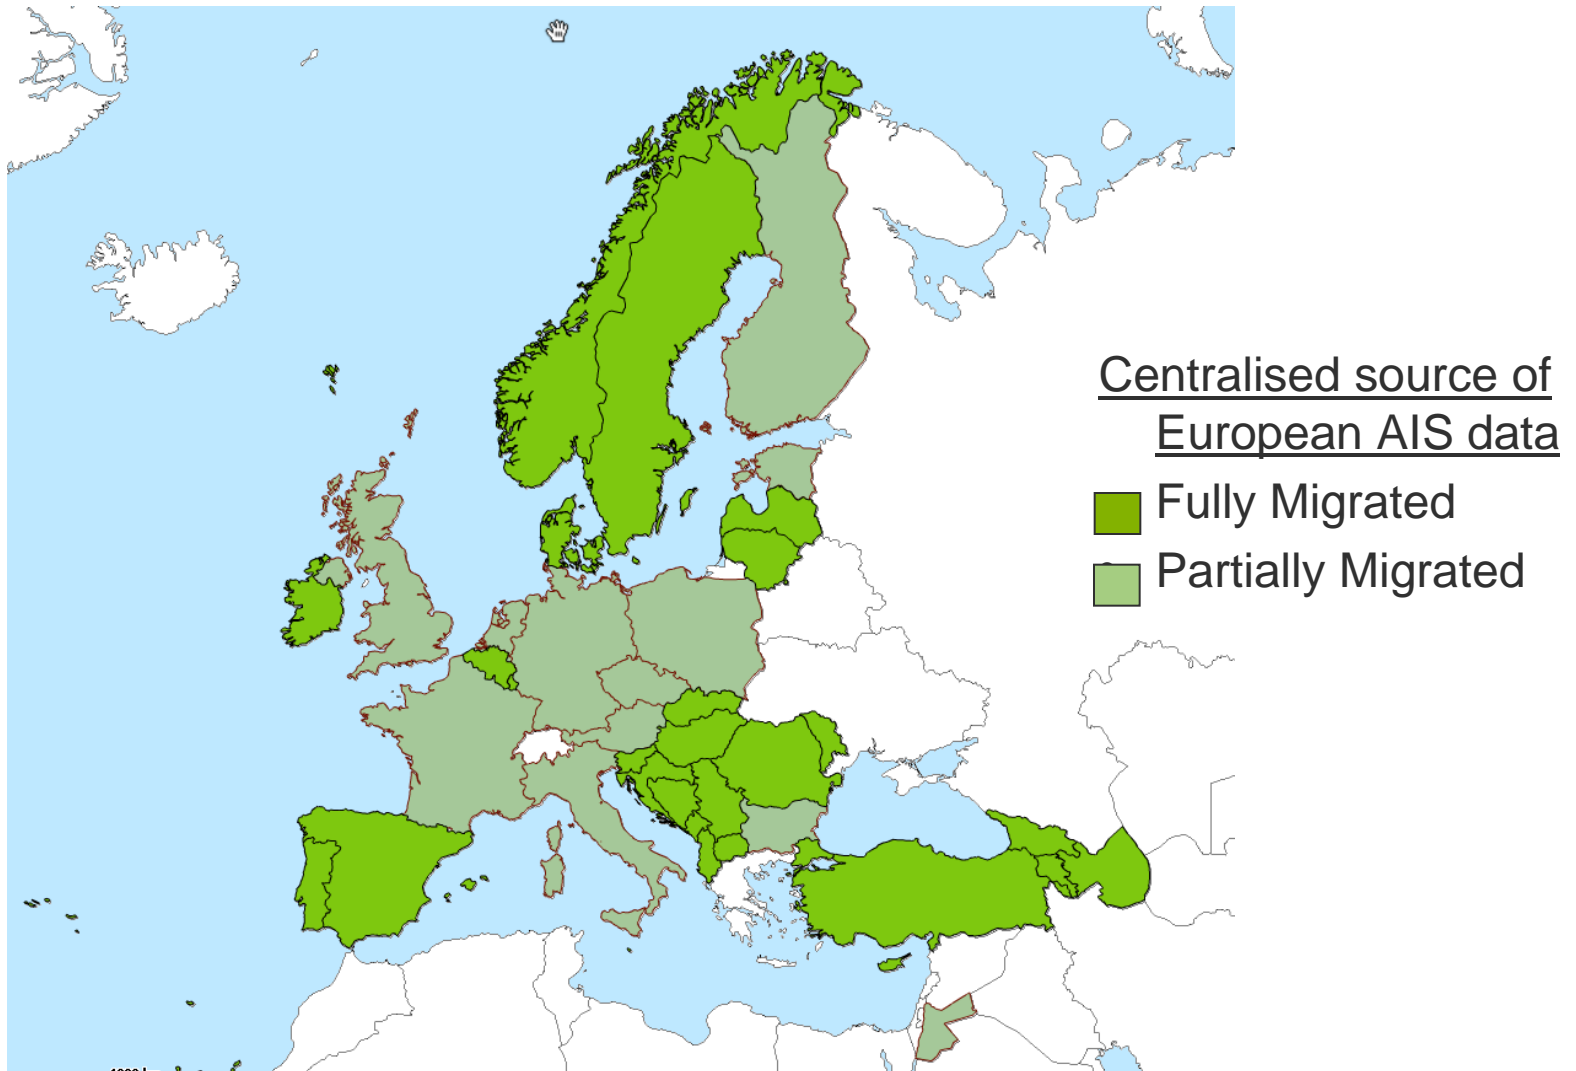 Centralised source of
European AIS data
Fully Migrated
Partially Migrated